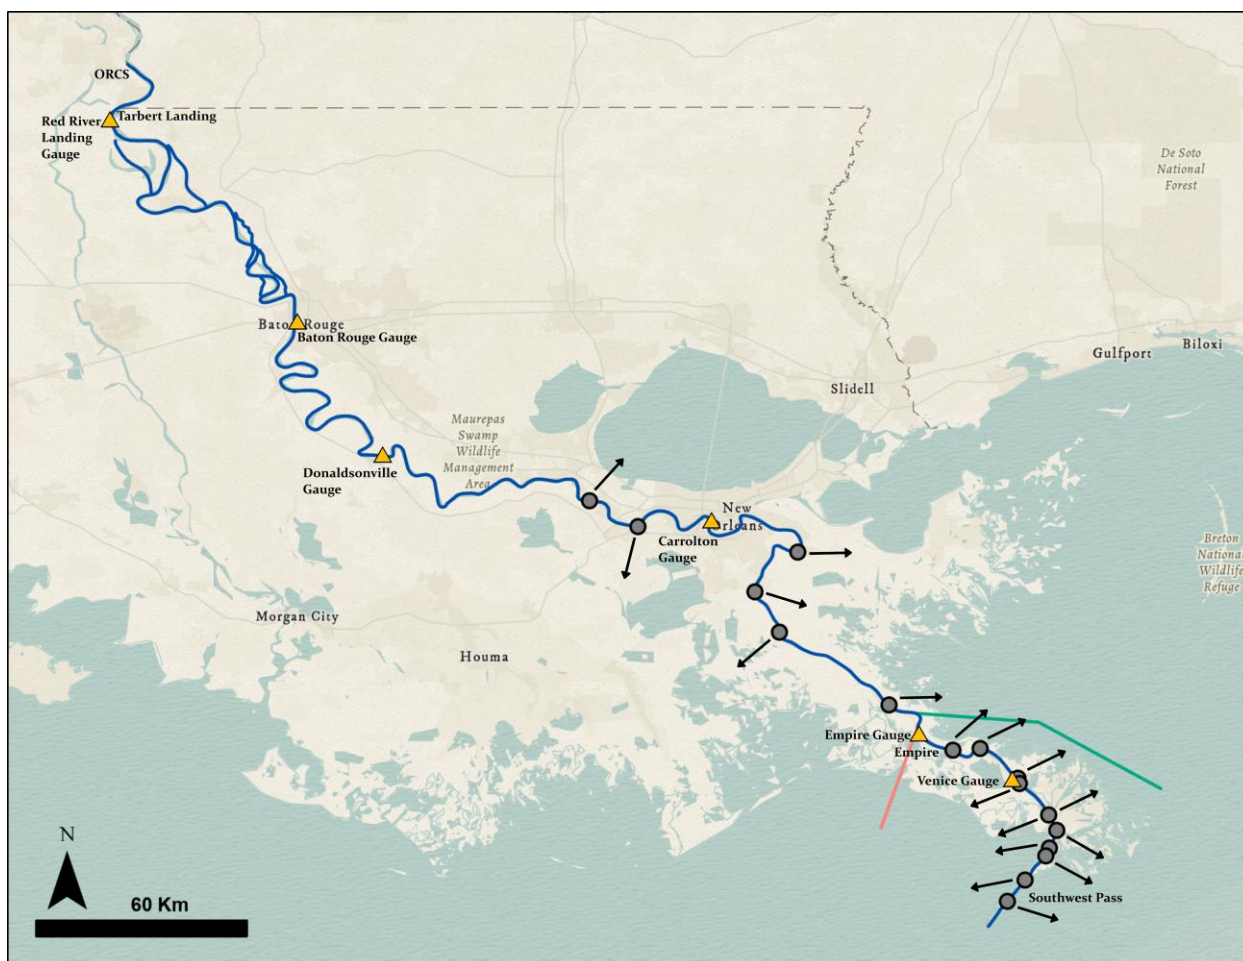 ORCS
Tarbert Landing
Red River
Landing
Gauge
De Soto
National
Forest
Baton Rouge
Baton Rouge Gauge
Gulfport
Biloxi
Slidell
Maurepas
Swamp
Wildlife
Management
Area
Donaldsonville
Gauge
New
Orleans
Carrolton
Gauge
Breton
National
Wildlife
Refuge
Morgan City
Houma
Empire Gauge
Empire
Venice Gauge
Southwest Pass
N
60 Km